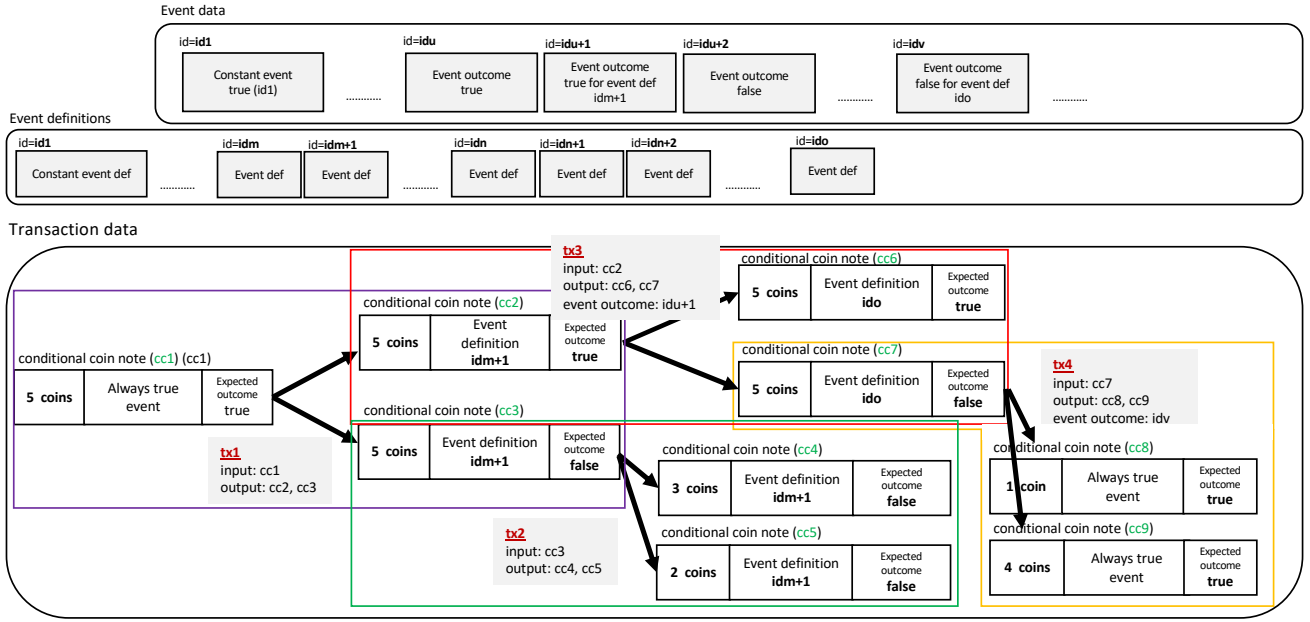 Event data
id=id1
id=idu
id=idu+1
id=idu+2
id=idv
Constant event
true (id1)
............
Event outcome
true
Event outcome
true for event def
idm+1
Event outcome
false
............
Event outcome
false for event def
ido
............
Event definitions
id=id1
id=idm
id=idm+1
id=idn
id=idn+1
id=idn+2
id=ido
Constant event def
............
Event def
Event def
............
Event def
Event def
Event def
............
Event def
Transaction data
conditional coin note (cc1) (cc1)
5 coins
Always true
event
Expected
outcome
true
tx1
input: cc1
output: cc2, cc3
conditional coin note (cc2)
5 coins
Event
definition
idm+1
Expected
outcome
true
conditional coin note (cc3)
5 coins
Event definition
idm+1
Expected
outcome
false
tx3
input: cc2
output: cc6, cc7
event outcome: idu+1
tx2
input: cc3
output: cc4, cc5
conditional coin note (cc6)
5 coins
Event definition
ido
Expected
outcome
true
conditional coin note (cc7)
5 coins
Event definition
ido
Expected
outcome
false
conditional coin note (cc4)
3 coins
Event definition
idm+1
Expected
outcome
false
conditional coin note (cc5)
2 coins
Event definition
idm+1
Expected
outcome
false
tx4
input: cc7
output: cc8, cc9
event outcome: idv
conditional coin note (cc8)
1 coin
Always true
event
Expected
outcome
true
conditional coin note (cc9)
4 coins
Always true
event
Expected
outcome
true